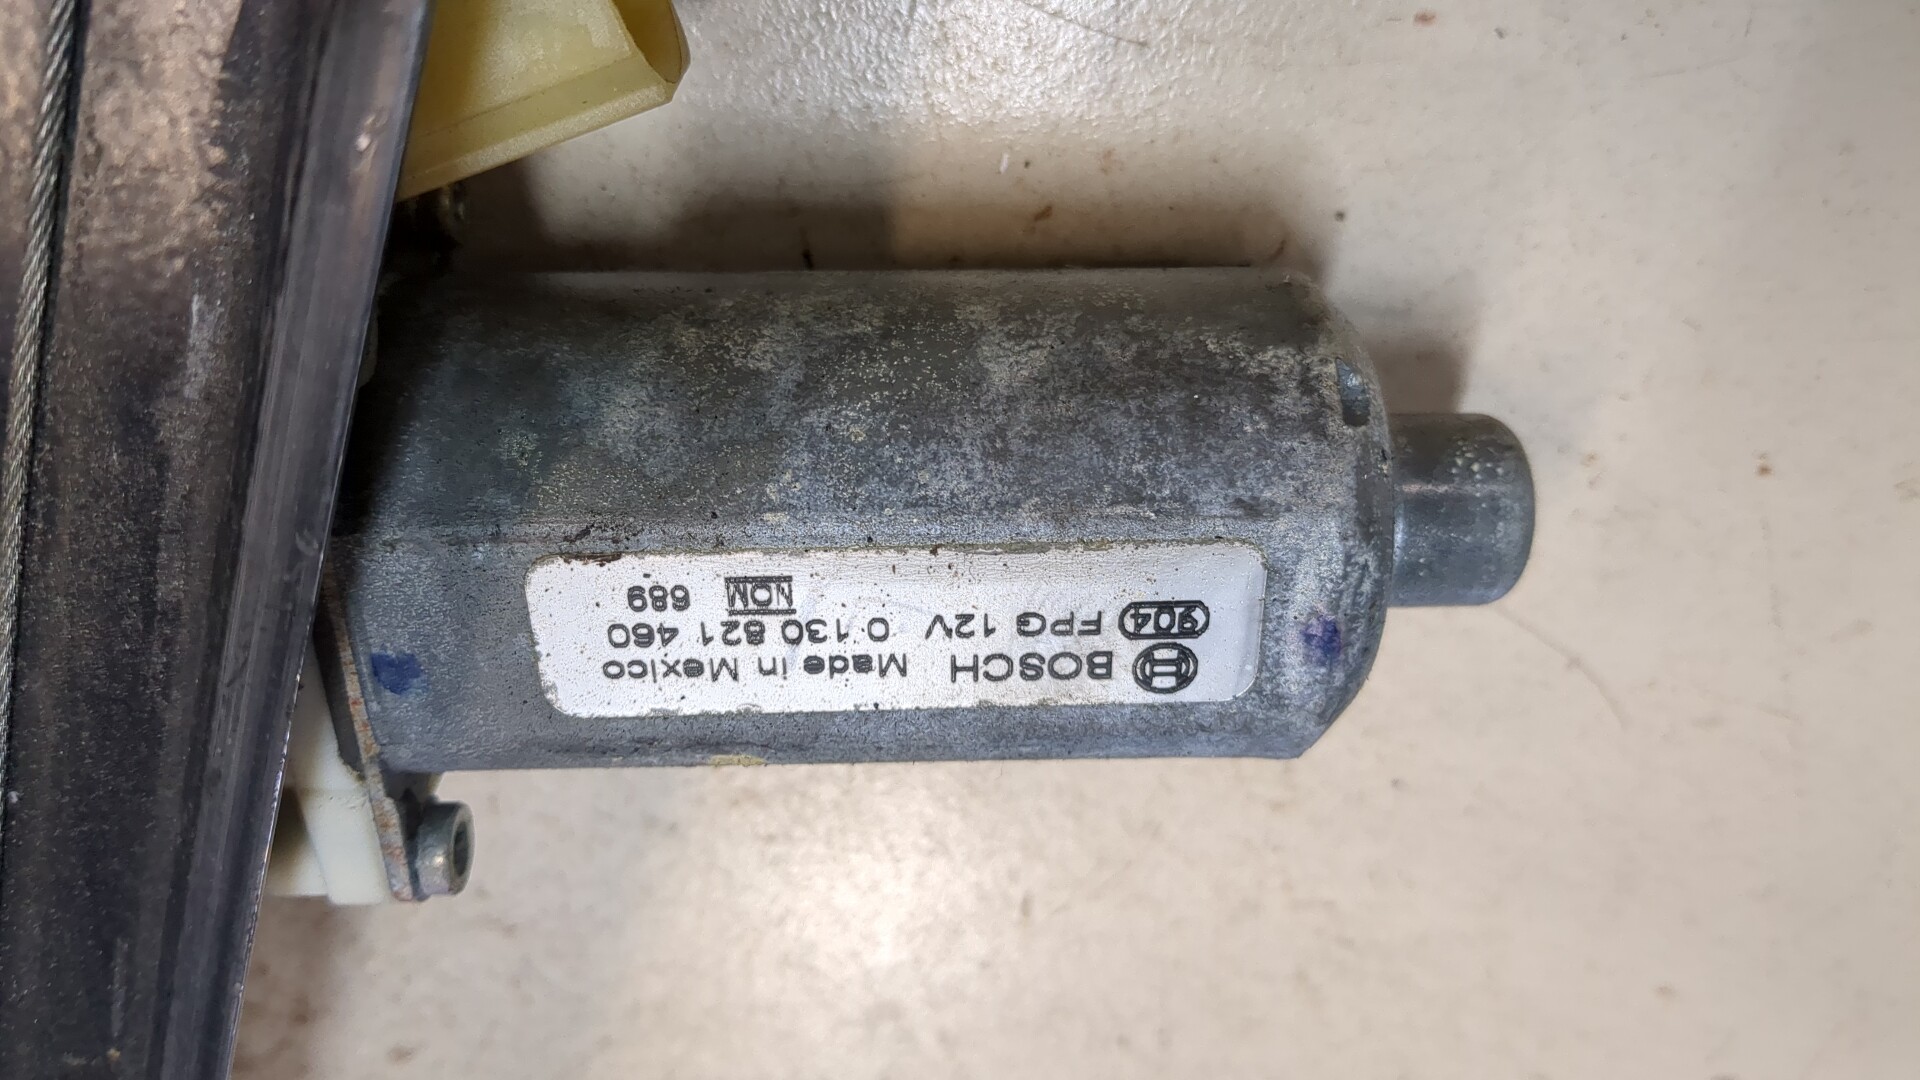 BOSCH Made in Mexico
904 FPG 12V 0 130 821 460
NOM 689